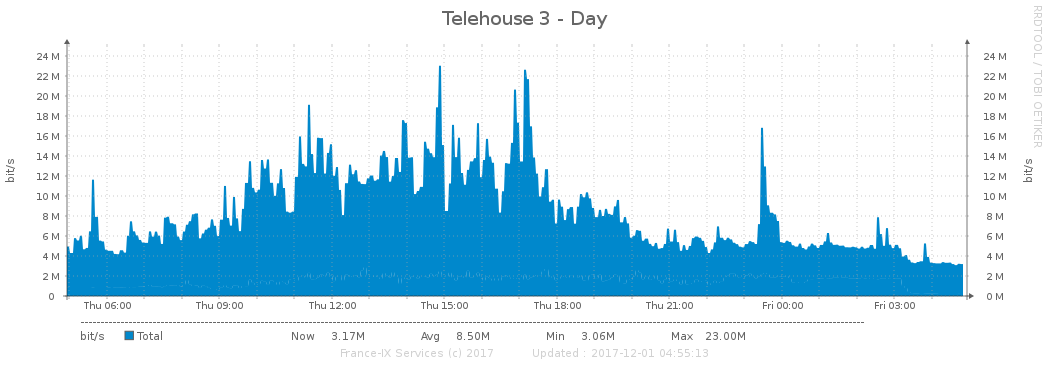 Telehouse 3 - Day
RRDTOOL / TOBI OETIKER
bit/s
24 M
22 M
20 M
18 M
16 M
14 M
12 M
10 M
8 M
6 M
4 M
2 M
0
24 M
22 M
20 M
18 M
16 M
14 M
12 M
10 M
8 M
6 M
4 M
2 M
0 M
bit/s
Thu 06:00 Thu 09:00 Thu 12:00 Thu 15:00 Thu 18:00 Thu 21:00 Fri 00:00 Fri 03:00
bit/s Total Now 3.17M Avg 8.50M Min 3.06M Max 23.00M
France-IX Services (c) 2017 Updated : 2017-12-01 04:55:13